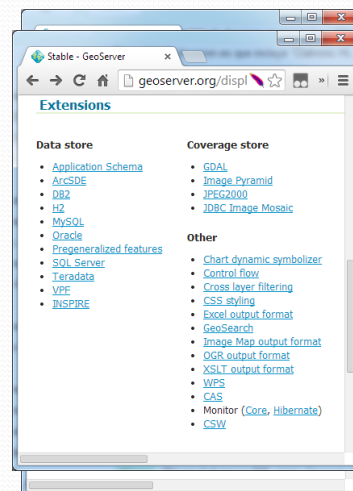 Stable - GeoServer
geoserver.org/displ
Extensions
Data store
Application Schema
ArcSDE
DB2
H2
MySQL
Oracle
Pregeneralized features
SQL Server
Teradata
VPF
INSPIRE
Coverage store
GDAL
Image Pyramid
JPEG2000
JDBC Image Mosaic
Other
Chart dynamic symbolizer
Control flow
Cross layer filtering
CSS styling
Excel output format
GeoSearch
Image Map output format
OGR output format
XSLT output format
WPS
CAS
Monitor (Core, Hibernate)
CSW